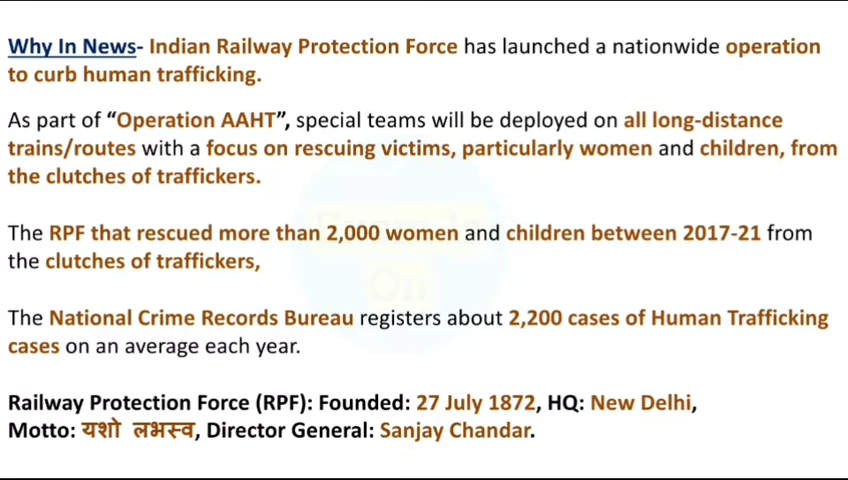 Why In News- Indian Railway Protection Force has launched a nationwide operation
to curb human trafficking.
As part of “Operation AAHT”, special teams will be deployed on all long-distance
trains/routes with a focus on rescuing victims, particularly women and children, from
the clutches of traffickers.
The RPF that rescued more than 2,000 women and children between 2017-21 from
the clutches of traffickers,
The National Crime Records Bureau registers about 2,200 cases of Human Trafficking
cases on an average each year.
Railway Protection Force (RPF): Founded: 27 July 1872, HQ: New Delhi,
Motto: यशो लभस्व, Director General: Sanjay Chandar.